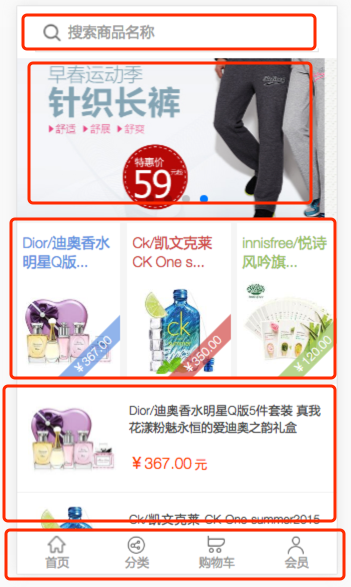 搜索商品名称
早春运动季
针织长裤
舒适 舒展 舒爽
特惠价
59
Dior/迪奥香水
明星Q版...
Ck/凯文克莱
CK One s...
innisfree/悦诗
风吟旗...
¥367.00
¥350.00
¥120.00
Dior/迪奥香水明星Q版5件套装 真我
花漾粉魅永恒的爱迪奥之韵礼盒
¥367.00 元
Ck/凯文克莱 CK One summer2015
首页 分类 购物车 会员